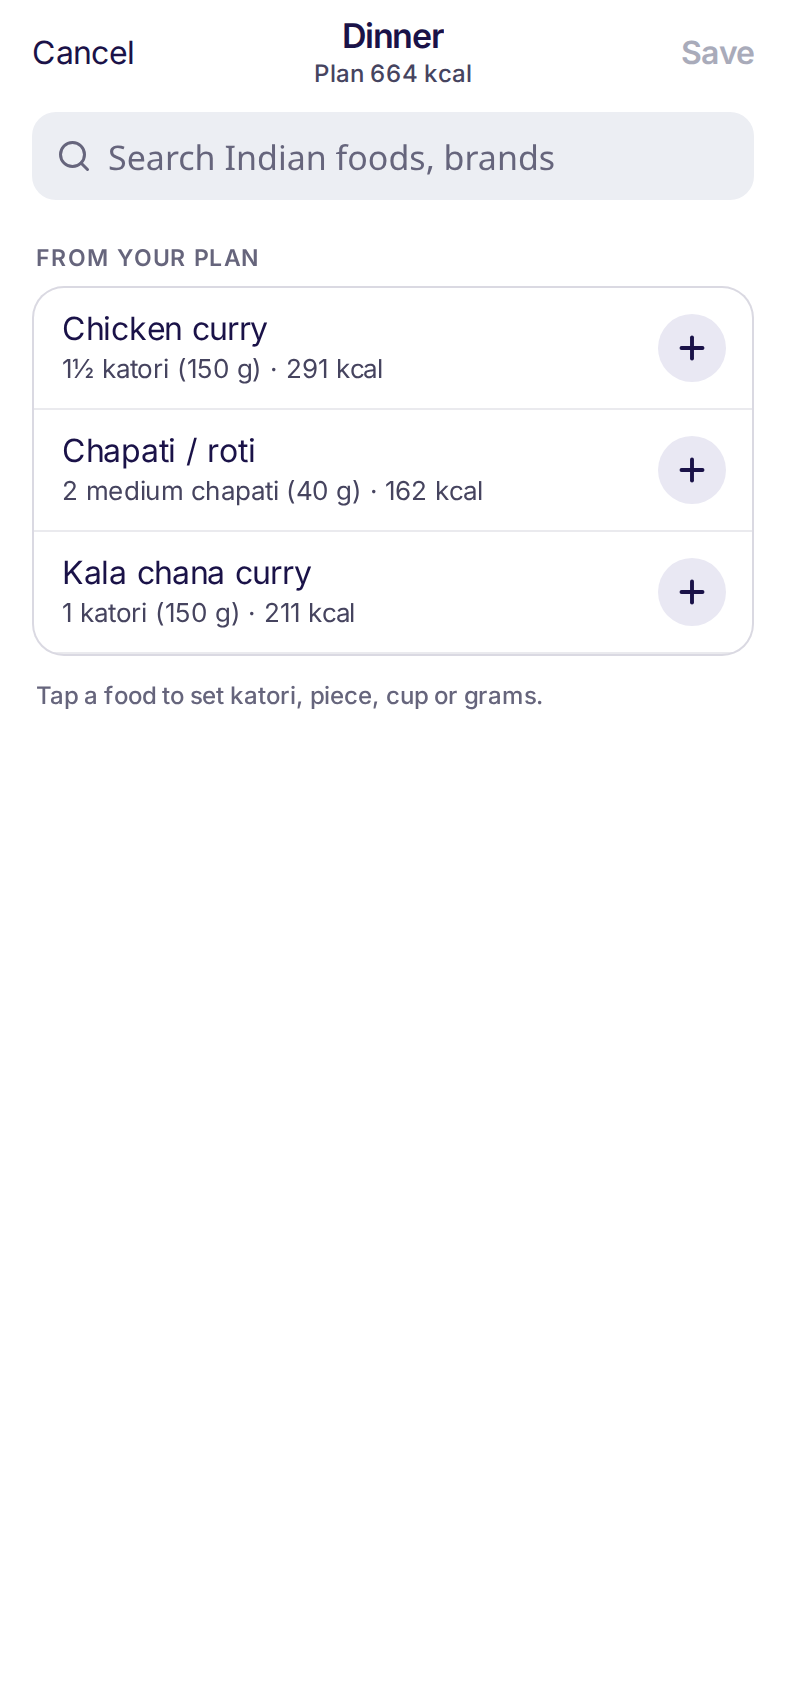 Cancel
Dinner
Plan 664 kcal
Save
Search Indian foods, brands
FROM YOUR PLAN
Chicken curry
1½ katori (150 g) · 291 kcal
Chapati / roti
2 medium chapati (40 g) · 162 kcal
Kala chana curry
1 katori (150 g) · 211 kcal
Tap a food to set katori, piece, cup or grams.